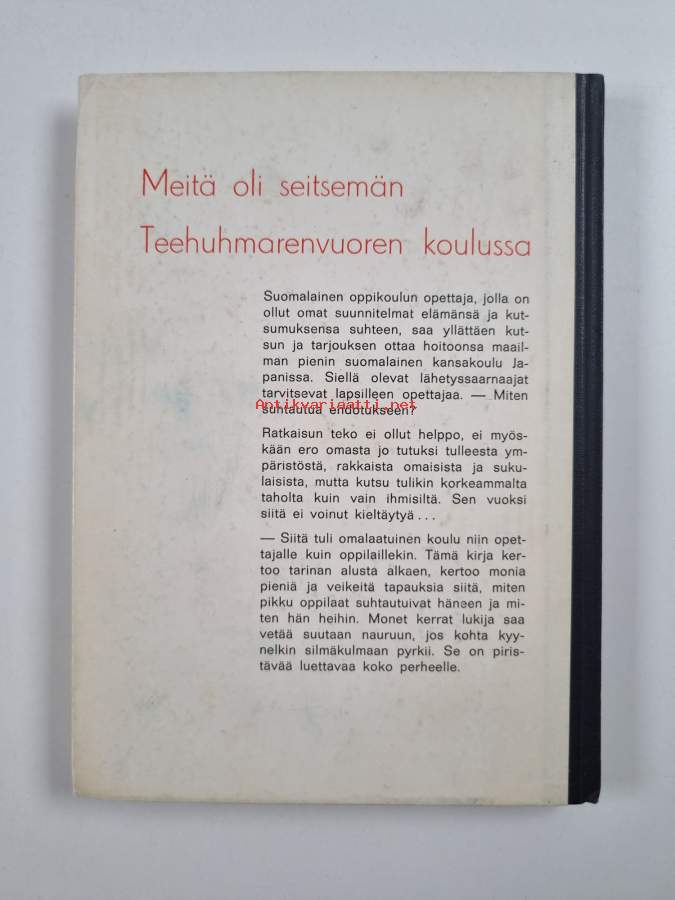 Meitä oli seitsemän
Teehuhmarenvuoren koulussa
Suomalainen oppikoulun opettaja, jolla on
ollut omat suunnitelmat elämänsä ja kut-
sumuksensa suhteen, saa yllättäen kut-
sun ja tarjouksen ottaa hoitoonsa maail-
man pienin suomalainen kansakoulu Ja-
panissa. Siellä olevat lähetyssaarnaajat
tarvitsevat lapsilleen opettajaa. — Miten
Antikvariaatti.net
suhtautua ehdotukseen?
Ratkaisun teko ei ollut helppo, ei myös-
kään ero omasta jo tutuksi tulleesta ym-
päristöstä, rakkaista omaisista ja suku-
laisista, mutta kutsu tulikin korkeammalta
taholta kuin vain ihmisiltä. Sen vuoksi
siitä ei voinut kieltäytyä ...
— Siitä tuli omalaatuinen koulu niin opet-
tajalle kuin oppilaillekin. Tämä kirja ker-
too tarinan alusta alkaen, kertoo monia
pieniä ja veikeitä tapauksia siitä, miten
pikku oppilaat suhtautuivat häneen ja mi-
ten hän heihin. Monet kerrat lukija saa
vetää suutaan nauruun, jos kohta kyy-
nelkin silmäkulmaan pyrkii. Se on piris-
tävää luettavaa koko perheelle.